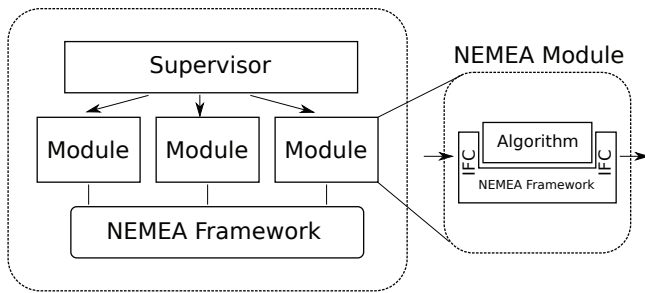 Supervisor
Module Module Module
NEMEA Framework
NEMEA Module
Algorithm
IFC
IFC
NEMEA Framework